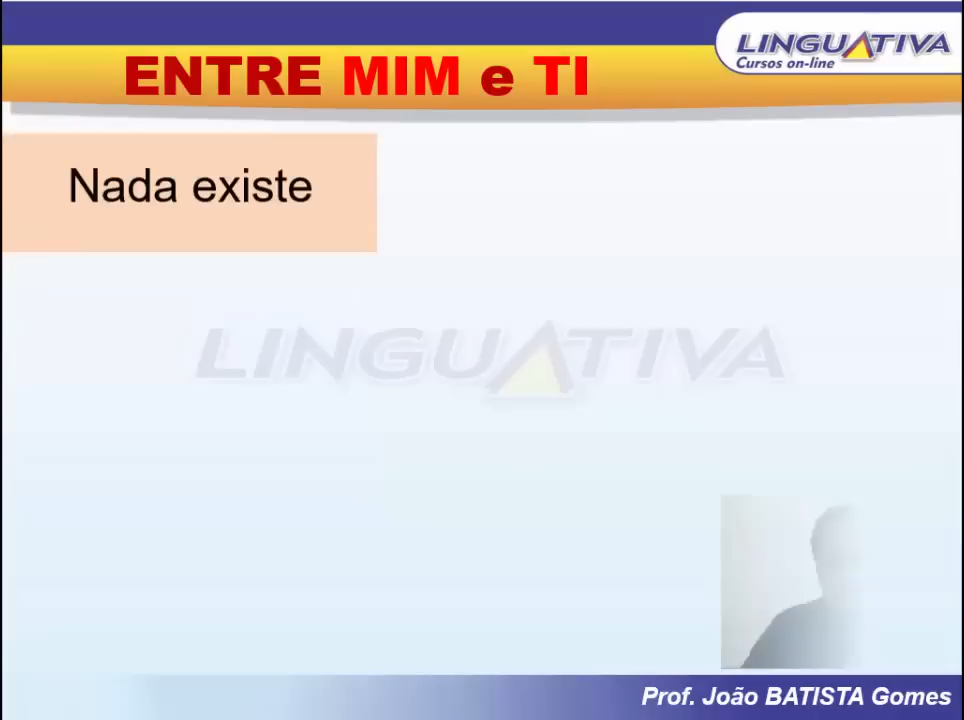 LINGUATIVA
Cursos on-line
ENTRE MIM e TI
Nada existe
LINGUATIVA
Prof. João BATISTA Gomes